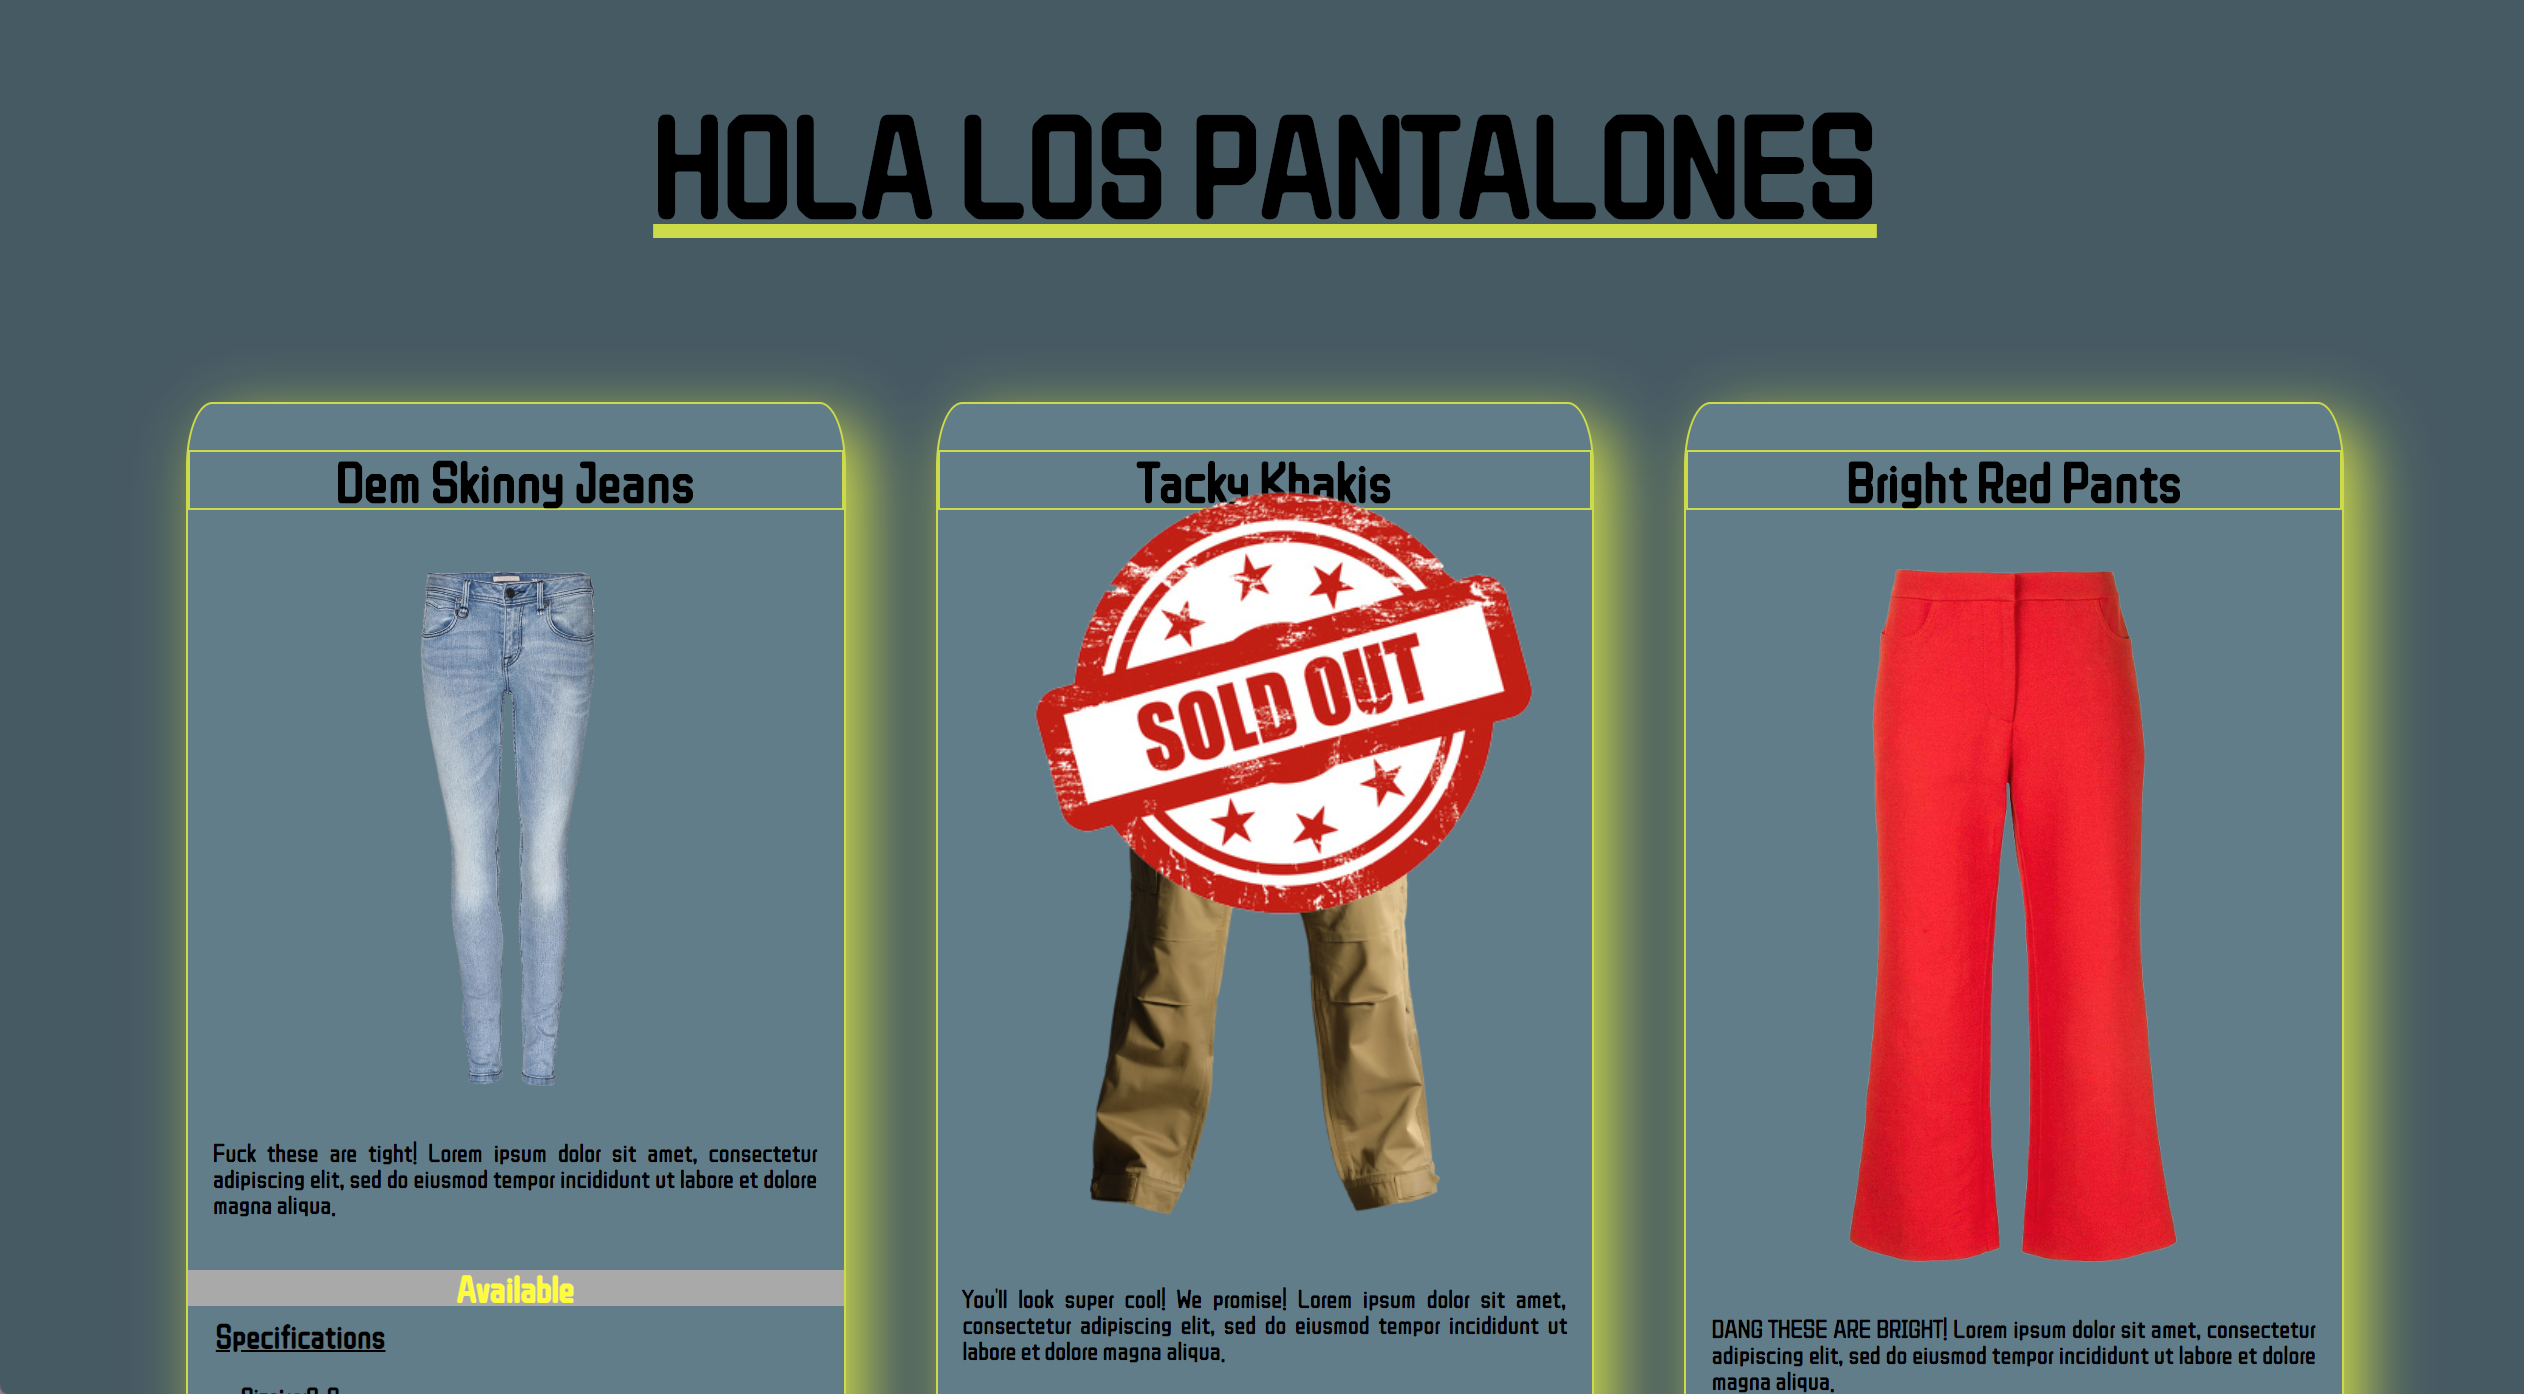 HOLA LOS PANTALONES
Dem Skinny Jeans
Fuck these are tight! Lorem ipsum dolor sit amet, consectetur
adipiscing elit, sed do eiusmod tempor incididunt ut labore et dolore
magna aliqua.
Available
Specifications
Tacky Khakis
SOLD OUT
You'll look super cool! We promise! Lorem ipsum dolor sit amet,
consectetur adipiscing elit, sed do eiusmod tempor incididunt ut
labore et dolore magna aliqua.
Bright Red Pants
DANG THESE ARE BRIGHT! Lorem ipsum dolor sit amet, consectetur
adipiscing elit, sed do eiusmod tempor incididunt ut labore et dolore
magna aliqua.